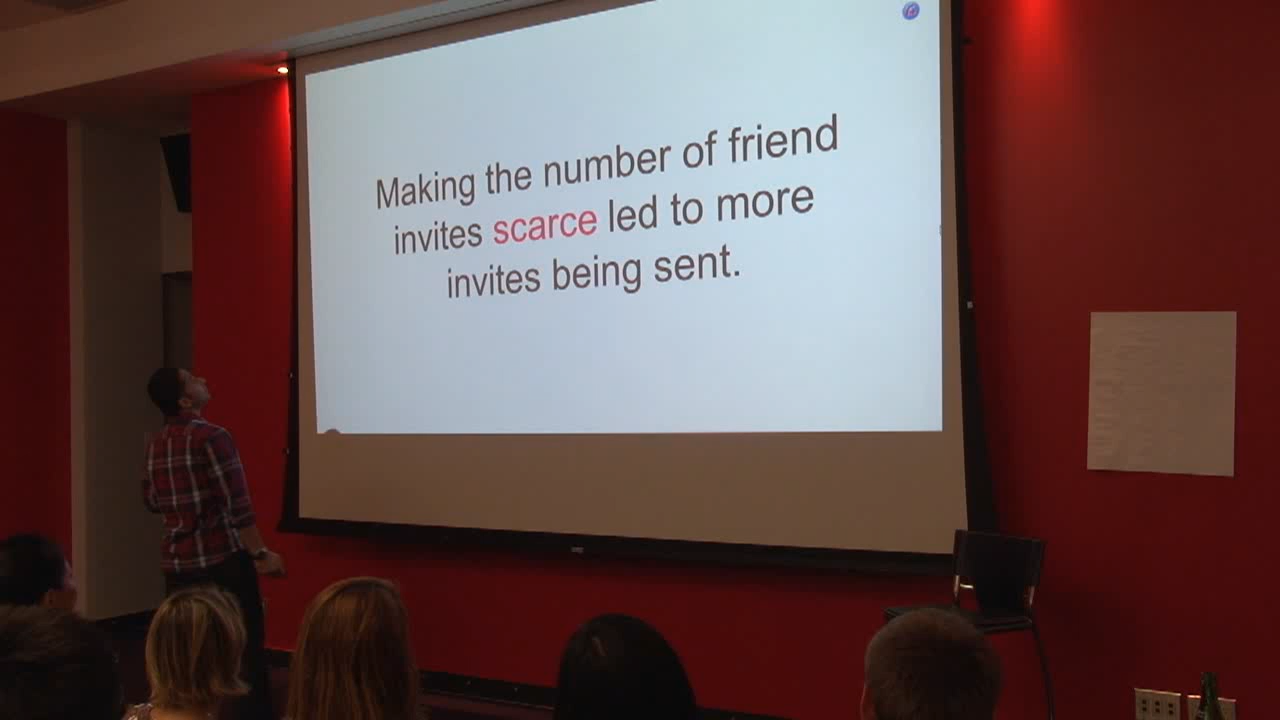 Making the number of friend
invites scarce led to more
invites being sent.